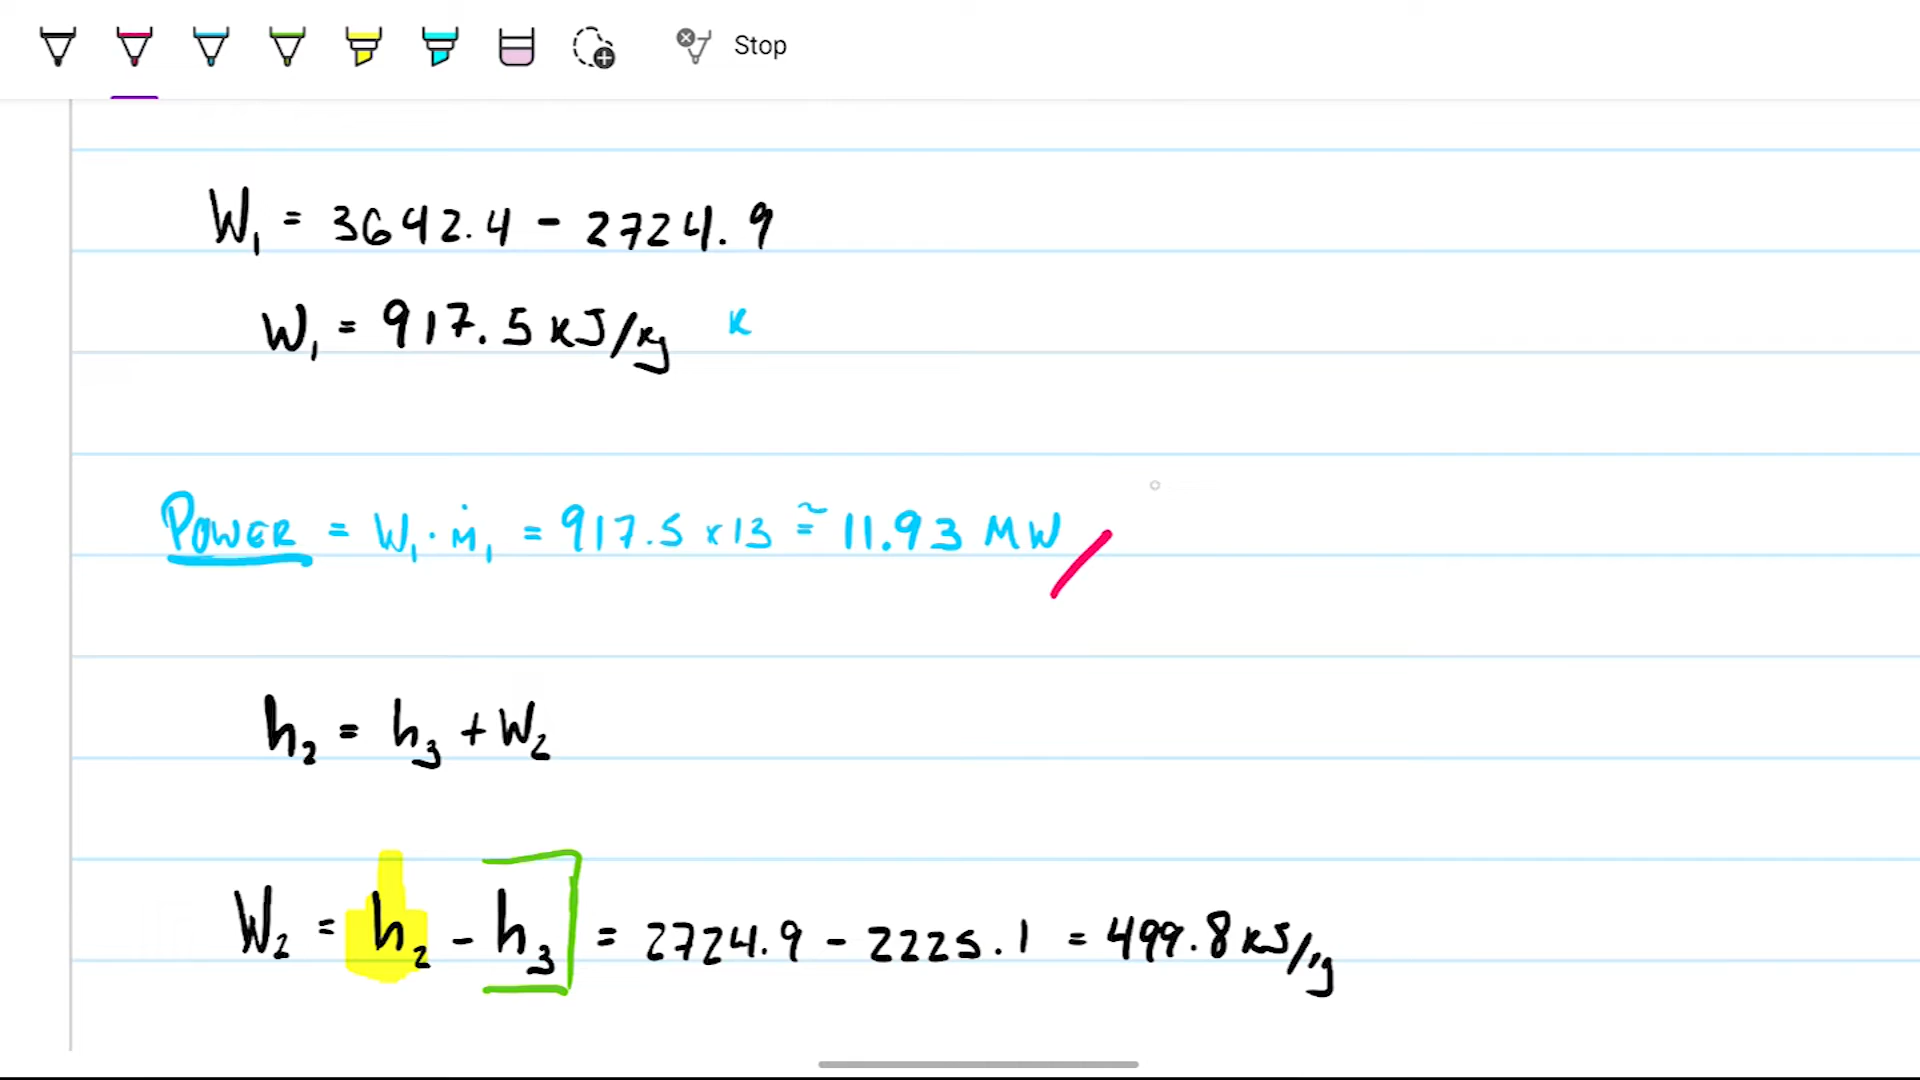 Stop
W₁ = 3642.4 - 2724.9
W₁ = 917.5 kJ/kg K
POWER = W₁ · ṁ₁ = 917.5 x 13 ≅ 11.93 MW
h₂ = h₃ + W₂
W₂ = h₂ - h₃ = 2724.9 - 2225.1 = 499.8 kJ/kg